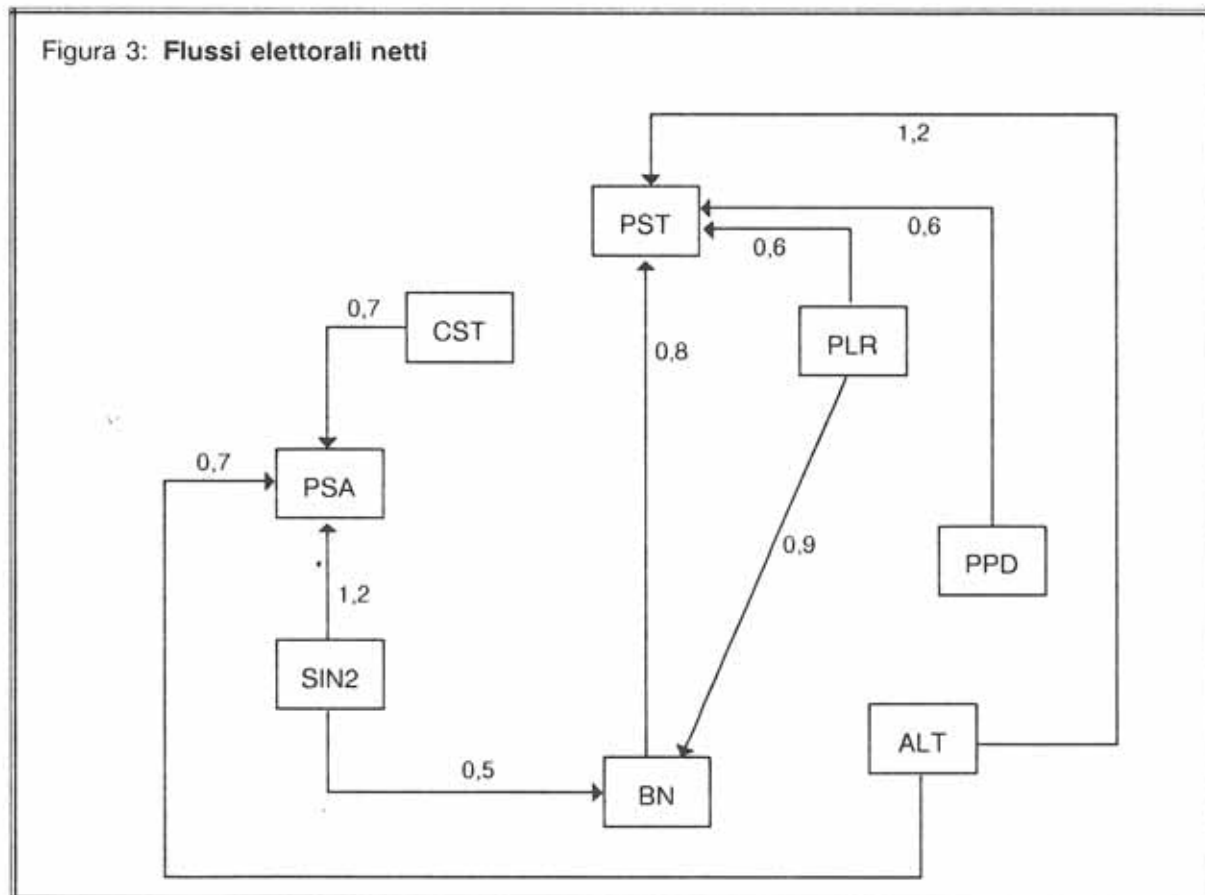 Figura 3: Flussi elettorali netti
1,2
PST
0,6
0,6
CST
0,7
PLR
0,8
0,7
PSA
0,9
PPD
1,2
SIN2
ALT
0,5
BN